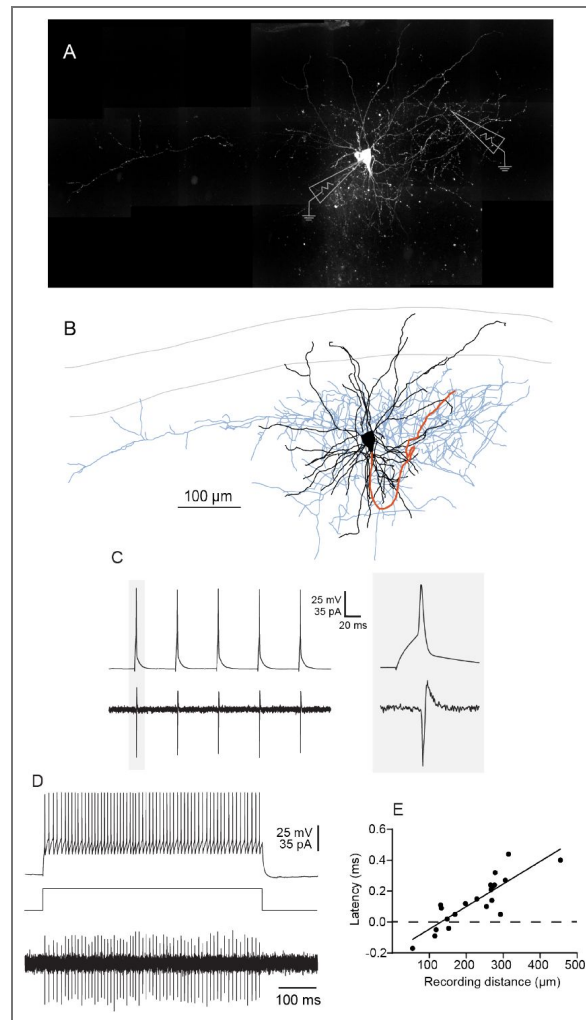 A
B
100 µm
C
25 mV
35 pA
20 ms
D
25 mV
35 pA
100 ms
E
Latency (ms)
0.6
0.4
0.2
0.0
-0.2
100 200 300 400 500
Recording distance (µm)